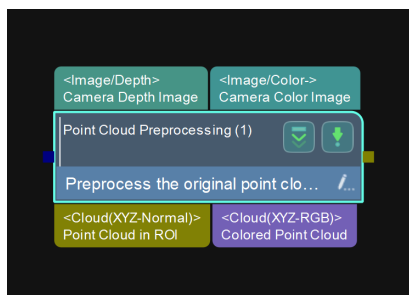 <Image/Depth>
Camera Depth Image
<Image/Color->
Camera Color Image
Point Cloud Preprocessing (1)
Preprocess the original point clo...
<Cloud(XYZ-Normal)>
Point Cloud in ROI
<Cloud(XYZ-RGB)>
Colored Point Cloud